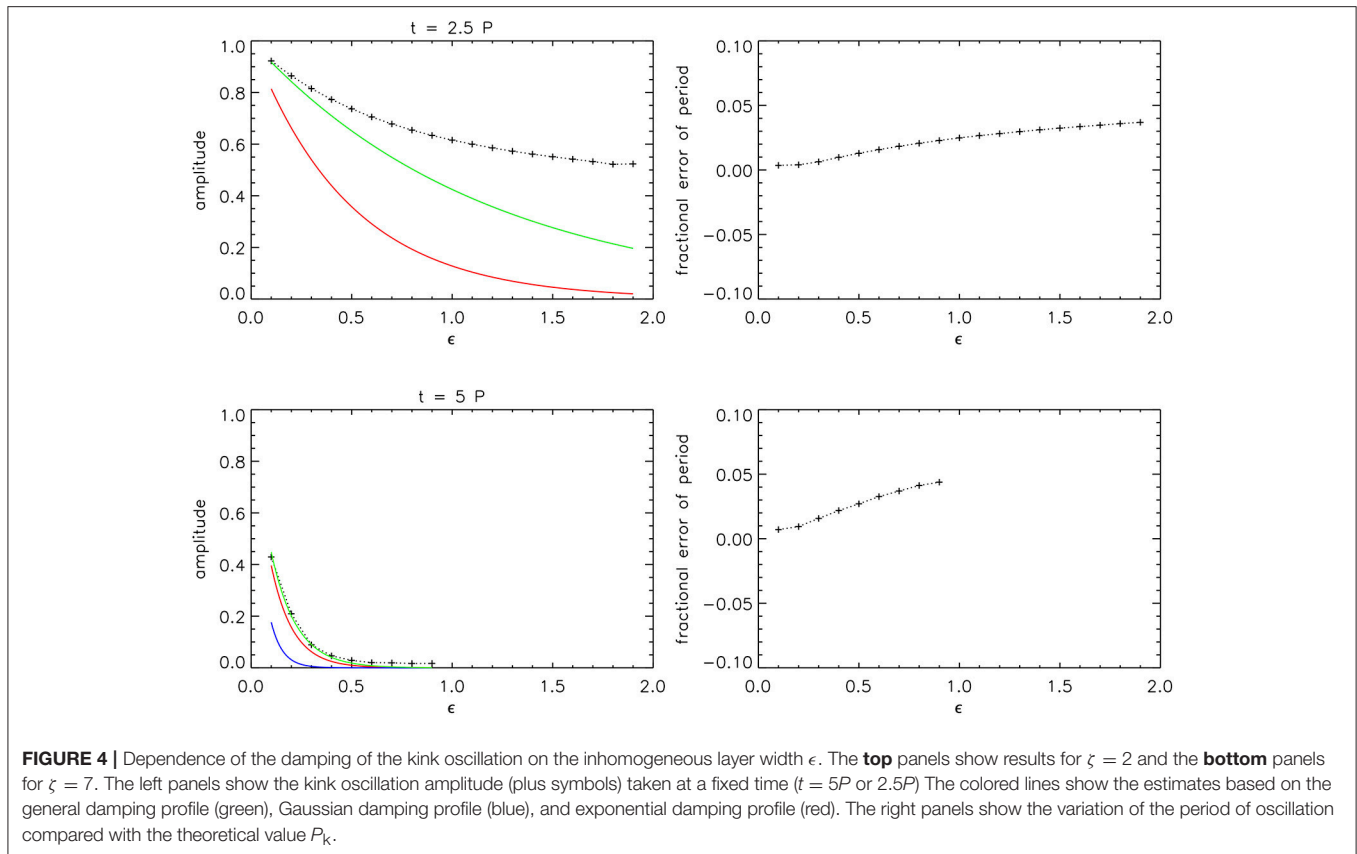 t = 2.5 P
1.0
0.8
0.6
0.4
0.2
0.0
amplitude
0.0 0.5 1.0 1.5 2.0
ϵ
0.10
0.05
0.00
−0.05
−0.10
fractional error of period
0.0 0.5 1.0 1.5 2.0
ϵ
t = 5 P
1.0
0.8
0.6
0.4
0.2
0.0
amplitude
0.0 0.5 1.0 1.5 2.0
ϵ
0.10
0.05
0.00
−0.05
−0.10
fractional error of period
0.0 0.5 1.0 1.5 2.0
ϵ
FIGURE 4 | Dependence of the damping of the kink oscillation on the inhomogeneous layer width ϵ. The top panels show results for ζ = 2 and the bottom panels
for ζ = 7. The left panels show the kink oscillation amplitude (plus symbols) taken at a fixed time (t = 5P or 2.5P) The colored lines show the estimates based on the
general damping profile (green), Gaussian damping profile (blue), and exponential damping profile (red). The right panels show the variation of the period of oscillation
compared with the theoretical value Pk.